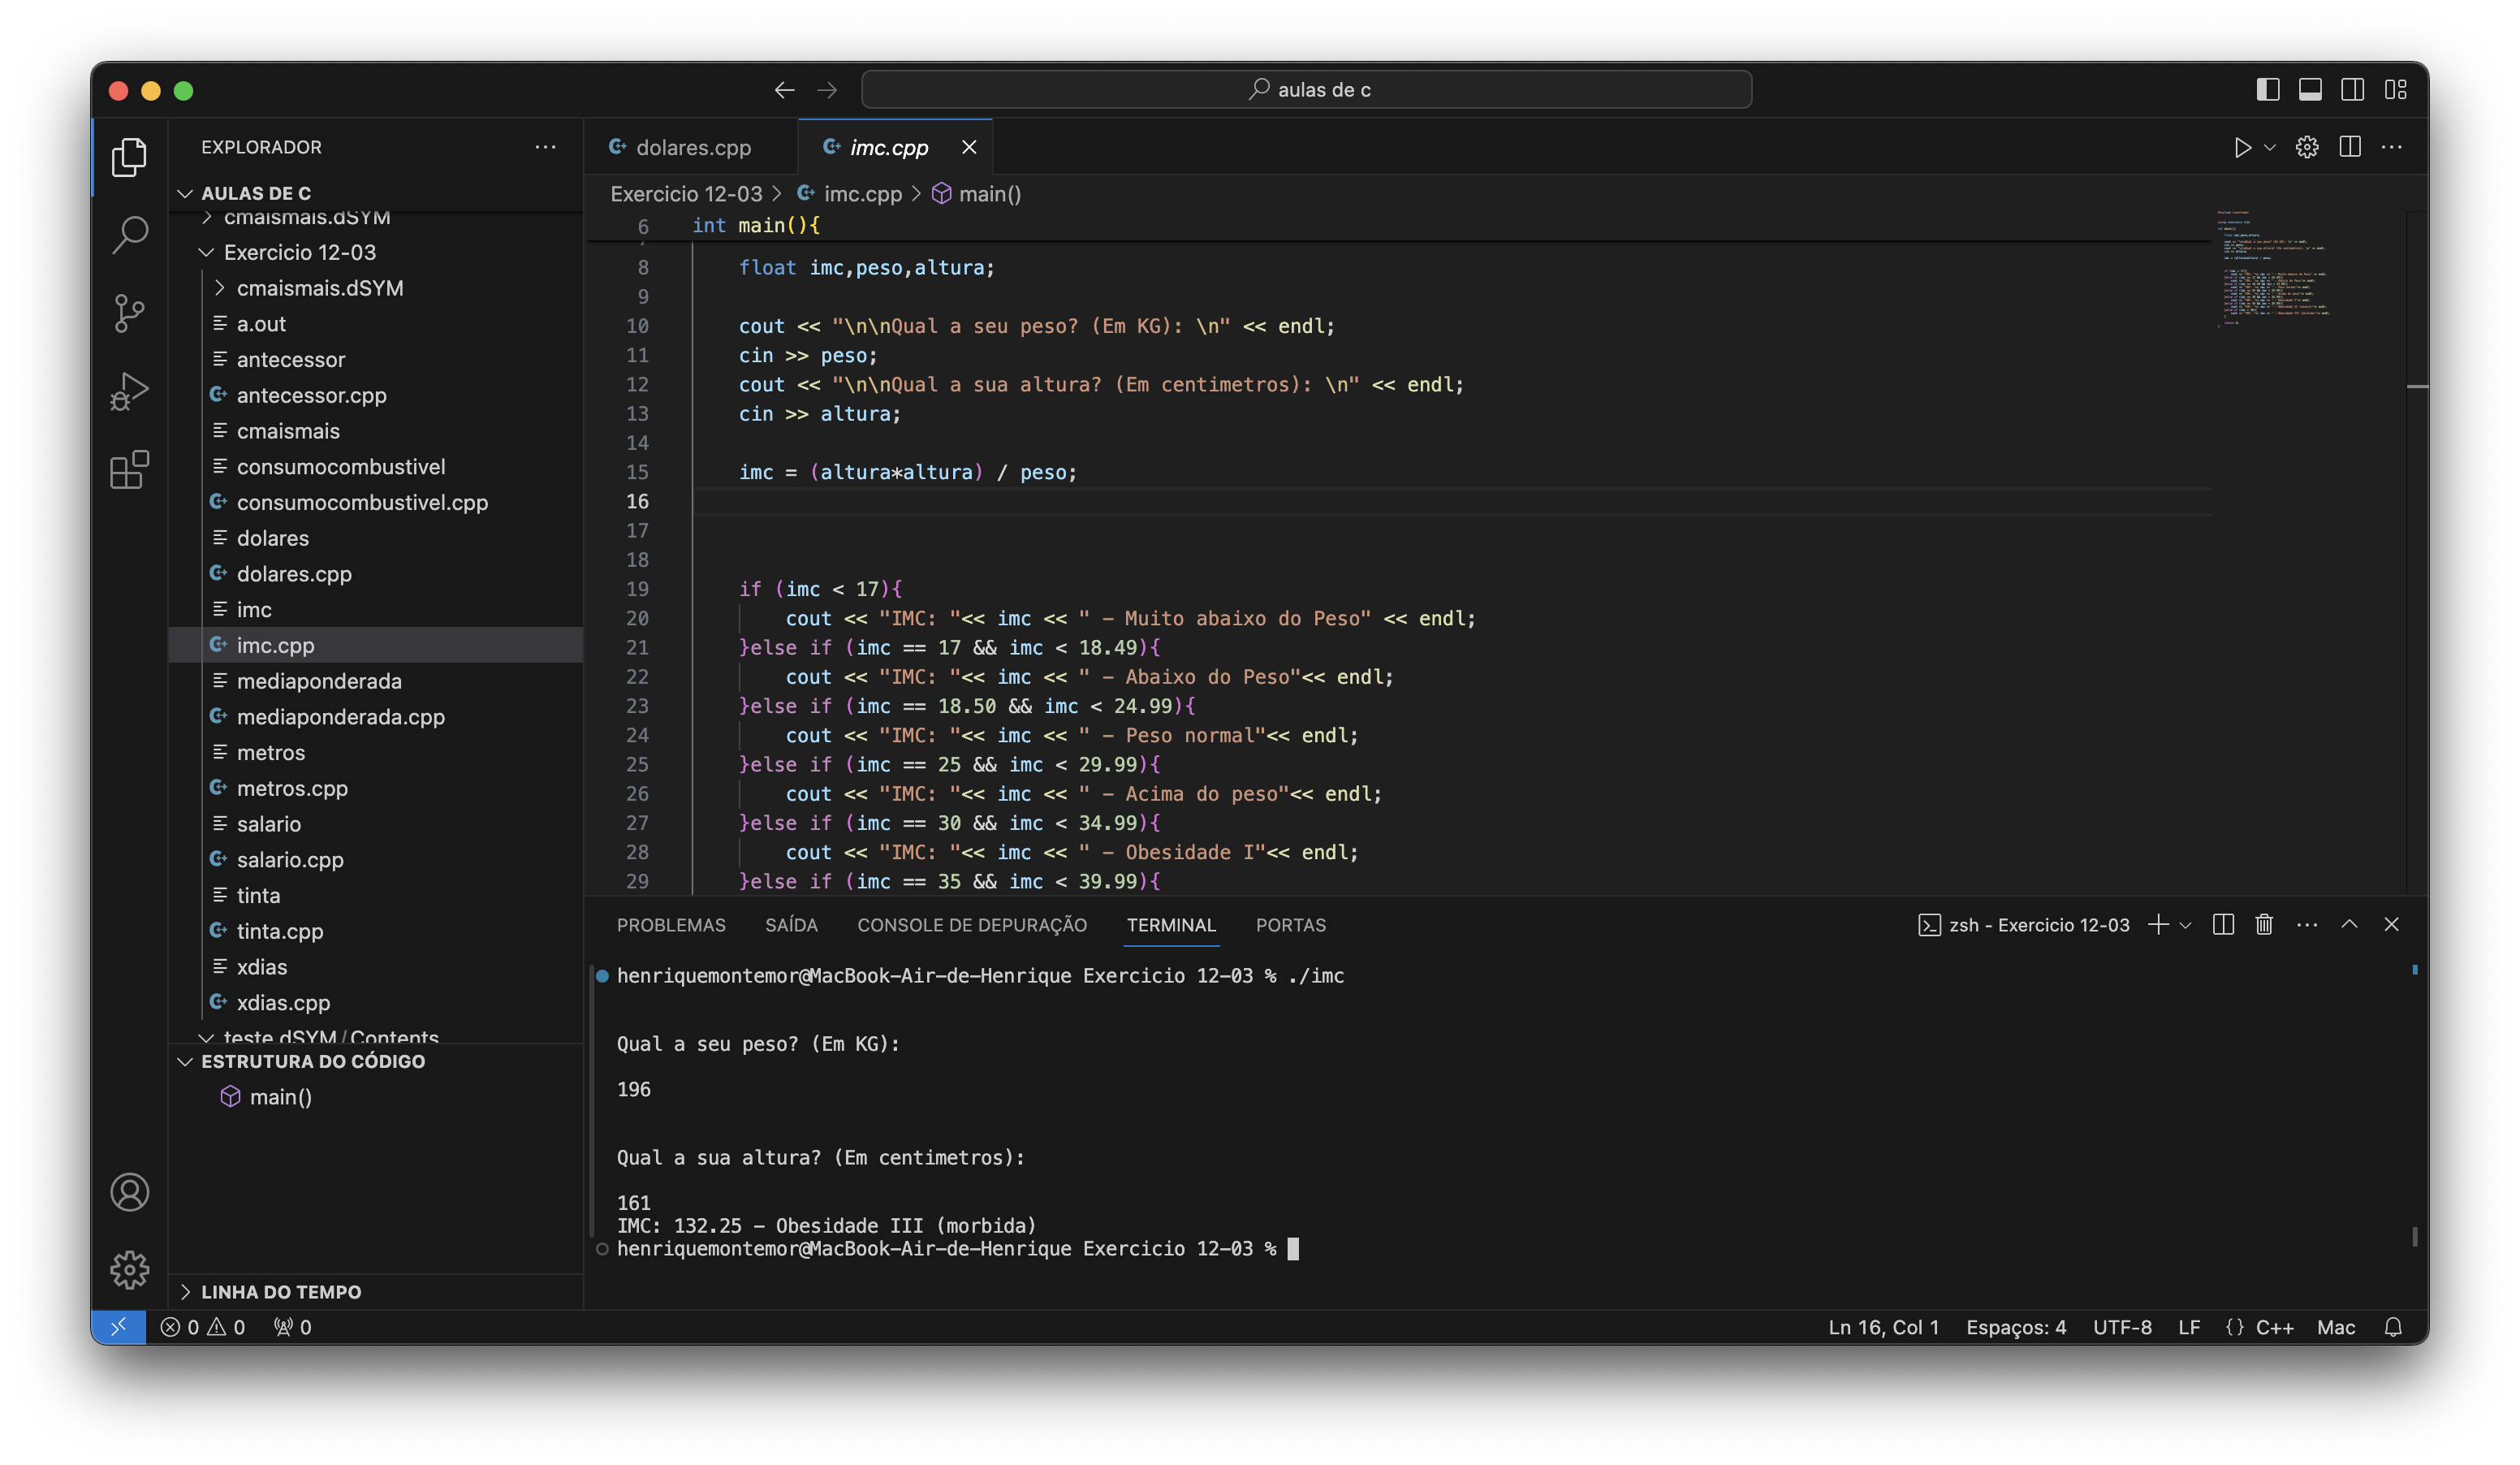 aulas de c
EXPLORADOR
AULAS DE C
cmaismais.dSYM
Exercicio 12-03
cmaismais.dSYM
a.out
antecessor
antecessor.cpp
cmaismais
consumocombustivel
consumocombustivel.cpp
dolares
dolares.cpp
imc
imc.cpp
mediaponderada
mediaponderada.cpp
metros
metros.cpp
salario
salario.cpp
tinta
tinta.cpp
xdias
xdias.cpp
teste.dSYM/Contents
ESTRUTURA DO CÓDIGO
main()
LINHA DO TEMPO
dolares.cpp imc.cpp
Exercicio 12-03 > imc.cpp > main()
6 int main(){
8 float imc,peso,altura;
9
10 cout << "\n\nQual a seu peso? (Em KG): \n" << endl;
11 cin >> peso;
12 cout << "\n\nQual a sua altura? (Em centimetros): \n" << endl;
13 cin >> altura;
14
15 imc = (altura*altura) / peso;
16
17
18
19 if (imc < 17){
20 cout << "IMC: "<< imc << " - Muito abaixo do Peso" << endl;
21 }else if (imc == 17 && imc < 18.49){
22 cout << "IMC: "<< imc << " - Abaixo do Peso"<< endl;
23 }else if (imc == 18.50 && imc < 24.99){
24 cout << "IMC: "<< imc << " - Peso normal"<< endl;
25 }else if (imc == 25 && imc < 29.99){
26 cout << "IMC: "<< imc << " - Acima do peso"<< endl;
27 }else if (imc == 30 && imc < 34.99){
28 cout << "IMC: "<< imc << " - Obesidade I"<< endl;
29 }else if (imc == 35 && imc < 39.99){
PROBLEMAS SAÍDA CONSOLE DE DEPURAÇÃO TERMINAL PORTAS
zsh - Exercicio 12-03
henriquemontemor@MacBook-Air-de-Henrique Exercicio 12-03 % ./imc
Qual a seu peso? (Em KG):
196
Qual a sua altura? (Em centimetros):
161
IMC: 132.25 - Obesidade III (morbida)
henriquemontemor@MacBook-Air-de-Henrique Exercicio 12-03 %
0 0 0
Ln 16, Col 1 Espaços: 4 UTF-8 LF {} C++ Mac